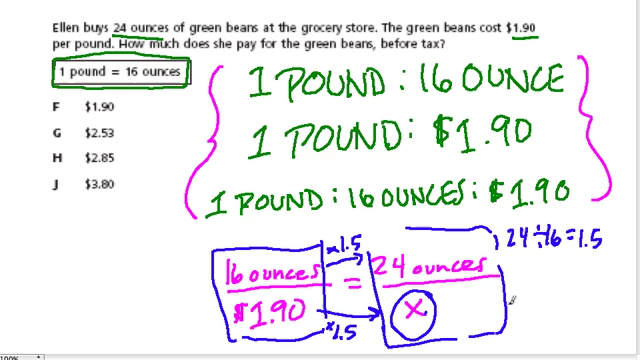 Ellen buys 24 ounces of green beans at the grocery store. The green beans cost $1.90
per pound. How much does she pay for the green beans, before tax?
1 pound = 16 ounces
F $1.90
G $2.53
H $2.85
J $3.80
1 POUND : 16 OUNCE
1 POUND : $1.90
1 POUND : 16 OUNCES : $1.90
24 ÷ 16 = 1.5
x 1.5
16 ounces = 24 ounces
$1.90 x
x 1.5
100%